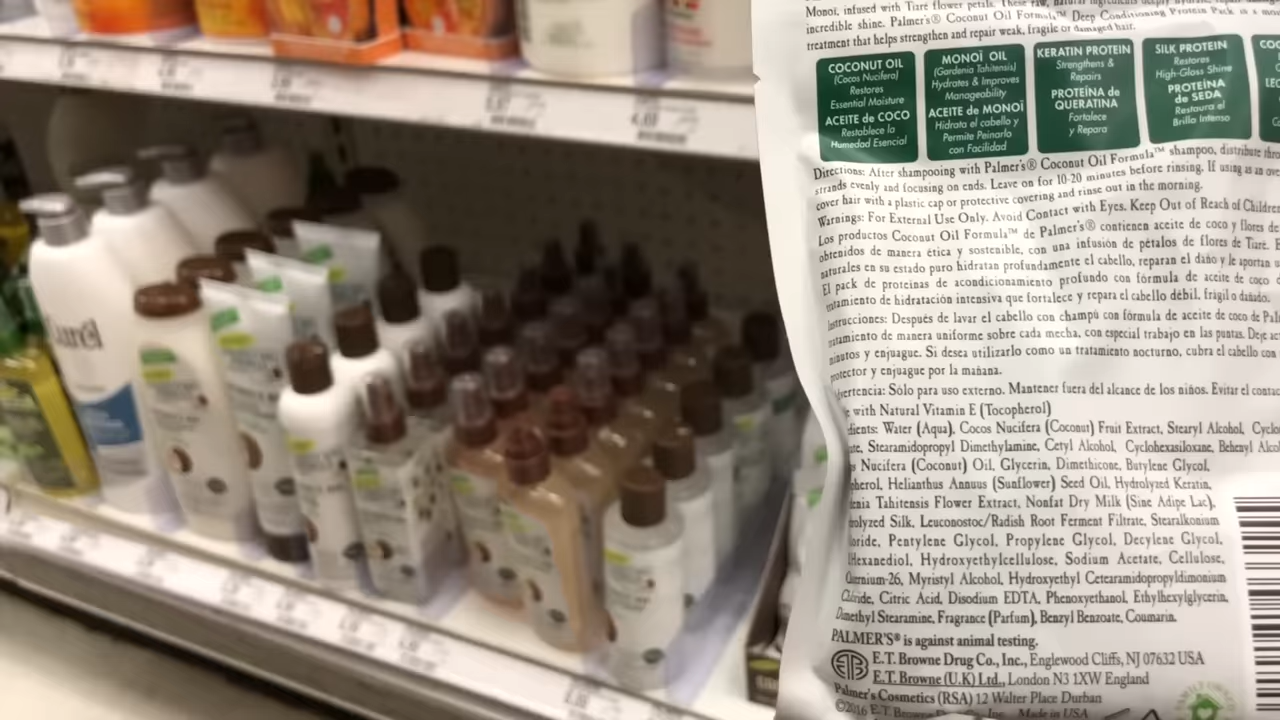 Monoï, infused with Tiare flower petals. These raw, natural ingredients deeply hydrate, repair
incredible shine. Palmer's® Coconut Oil Formula™ Deep Conditioning Protein Pack is a
treatment that helps strengthen and repair weak, fragile or damaged hair.
COCONUT OIL
(Cocos Nucifera)
Restores
Essential Moisture
ACEITE de COCO
Restablece la
Humedad Esencial
MONOÏ OIL
(Gardenia Tahitensis)
Hydrates & Improves
Manageability
ACEITE de MONOÏ
Hidrata el cabello y
Permite Peinarlo
con Facilidad
KERATIN PROTEIN
Strengthens &
Repairs
PROTEÍNA de
QUERATINA
Fortalece
y Repara
SILK PROTEIN
Restores
High-Gloss Shine
PROTEÍNA
de SEDA
Restaura el
Brillo Intenso
Directions: After shampooing with Palmer's® Coconut Oil Formula™ shampoo, distribute
strands evenly and focusing on ends. Leave on for 10-20 minutes before rinsing. If using as an
cover hair with a plastic cap or protective covering and rinse out in the morning.
Warnings: For External Use Only. Avoid Contact with Eyes. Keep Out of Reach of Children
Los productos Coconut Oil Formula™ de Palmer's® contienen aceite de coco y flores de
obtenidos de manera ética y sostenible, con una infusión de pétalos de flores de Tiaré.
naturales en su estado puro hidratan profundamente el cabello, reparan el daño y le aportan
El pack de proteínas de acondicionamiento profundo con fórmula de aceite de coco
tratamiento de hidratación intensiva que fortalece y repara el cabello débil, frágil o dañado.
Instrucciones: Después de lavar el cabello con champú con fórmula de aceite de coco de
tratamiento de manera uniforme sobre cada mecha, con especial trabajo en las puntas. Deje
minutos y enjuague. Si desea utilizarlo como un tratamiento nocturno, cubra el cabello con
protector y enjuague por la mañana.
vertencia: Sólo para uso externo. Mantener fuera del alcance de los niños. Evitar el
with Natural Vitamin E (Tocopherol)
dients: Water (Aqua), Cocos Nucifera (Coconut) Fruit Extract, Stearyl Alcohol,
Stearamidopropyl Dimethylamine, Cetyl Alcohol, Cyclohexasiloxane, Behenyl
Nucifera (Coconut) Oil, Glycerin, Dimethicone, Butylene Glycol,
pherol, Helianthus Annuus (Sunflower) Seed Oil, Hydrolyzed Keratin,
enia Tahitensis Flower Extract, Nonfat Dry Milk (Sine Adipe Lac),
rolyzed Silk, Leuconostoc/Radish Root Ferment Filtrate, Stearalkonium
oride, Pentylene Glycol, Propylene Glycol, Decylene Glycol,
Hexanediol, Hydroxyethylcellulose, Sodium Acetate, Cellulose,
Quaternium-26, Myristyl Alcohol, Hydroxyethyl Cetearamidopropyldimonium
Chloride, Citric Acid, Disodium EDTA, Phenoxyethanol, Ethylhexylglycerin,
Dimethyl Stearamine, Fragrance (Parfum), Benzyl Benzoate, Coumarin.
PALMER'S® is against animal testing.
ETB
E.T. Browne Drug Co., Inc., Englewood Cliffs, NJ 07632 USA
E.T. Browne (U.K) Ltd., London N3 1XW England
Palmer's Cosmetics (RSA) 12 Walter Place Durban
©2016 E.T. Browne Drug Co. Inc. Made in USA
Curél